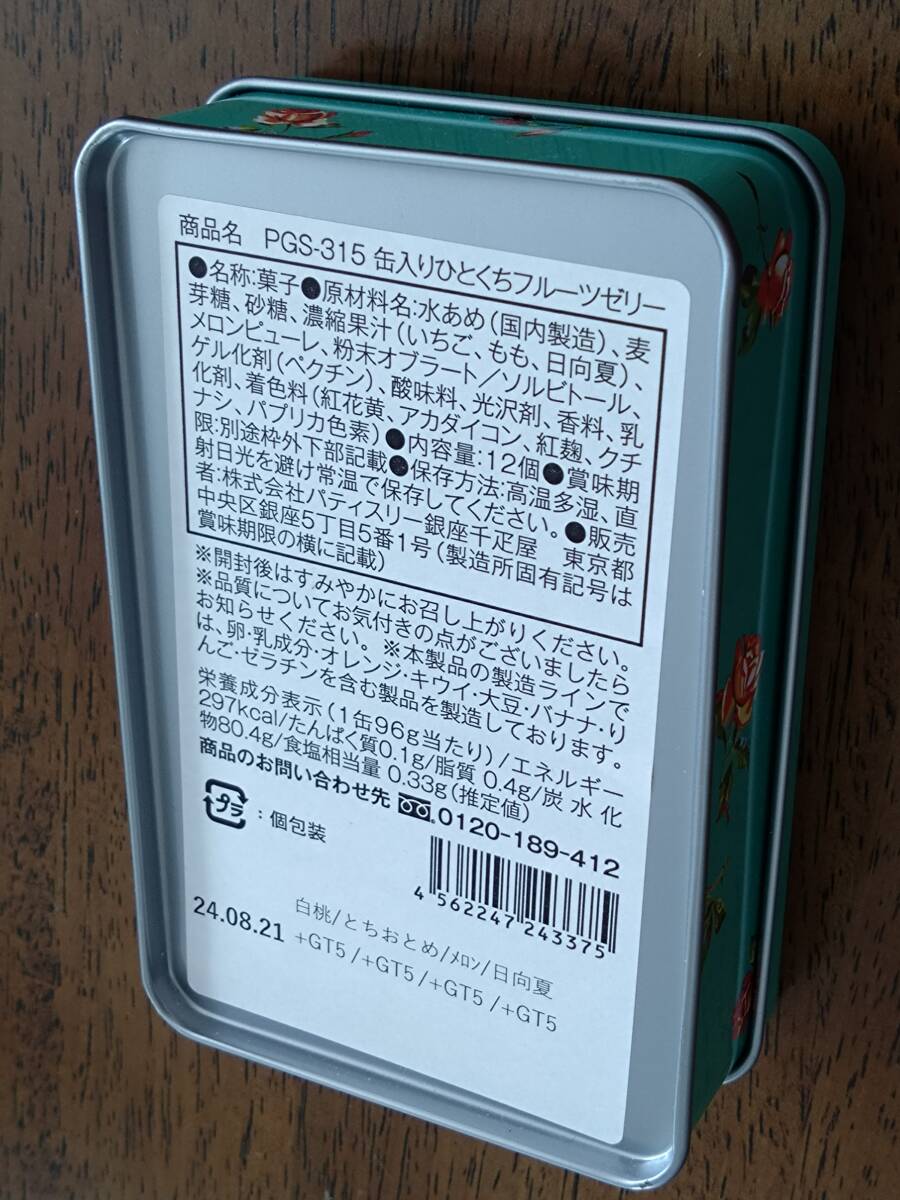 商品名 PGS-315 缶入りひとくちフルーツゼリー
●名称:菓子●原材料名:水あめ(国内製造)、麦
芽糖、砂糖、濃縮果汁(いちご、もも、日向夏)、
メロンピューレ、粉末オブラート/ソルビトール、
ゲル化剤(ペクチン)、酸味料、光沢剤、香料、乳
化剤、着色料(紅花黄、アカダイコン、紅麹、クチ
ナシ、パプリカ色素)●内容量:12個●賞味期
限:別途枠外下部記載●保存方法:高温多湿、直
射日光を避け常温で保存してください。●販売
者:株式会社パティスリー銀座千疋屋 東京都
中央区銀座5丁目5番1号(製造所固有記号は
賞味期限の横に記載)
※開封後はすみやかにお召し上がりください。
※品質についてお気付きの点がございましたら
お知らせください。※本製品の製造ラインで
は、卵・乳成分・オレンジ・キウイ・大豆・バナナ・り
んご・ゼラチンを含む製品を製造しております。
栄養成分表示(1缶96g当たり)/エネルギー
297kcal/たんぱく質0.1g/脂質 0.4g/炭水化
物80.4g/食塩相当量 0.33g(推定値)
商品のお問い合わせ先 0120-189-412
プラ :個包装
4 562247 243375
白桃/とちおとめ/ﾒﾛﾝ/日向夏
24.08.21 +GT5/+GT5/+GT5/+GT5